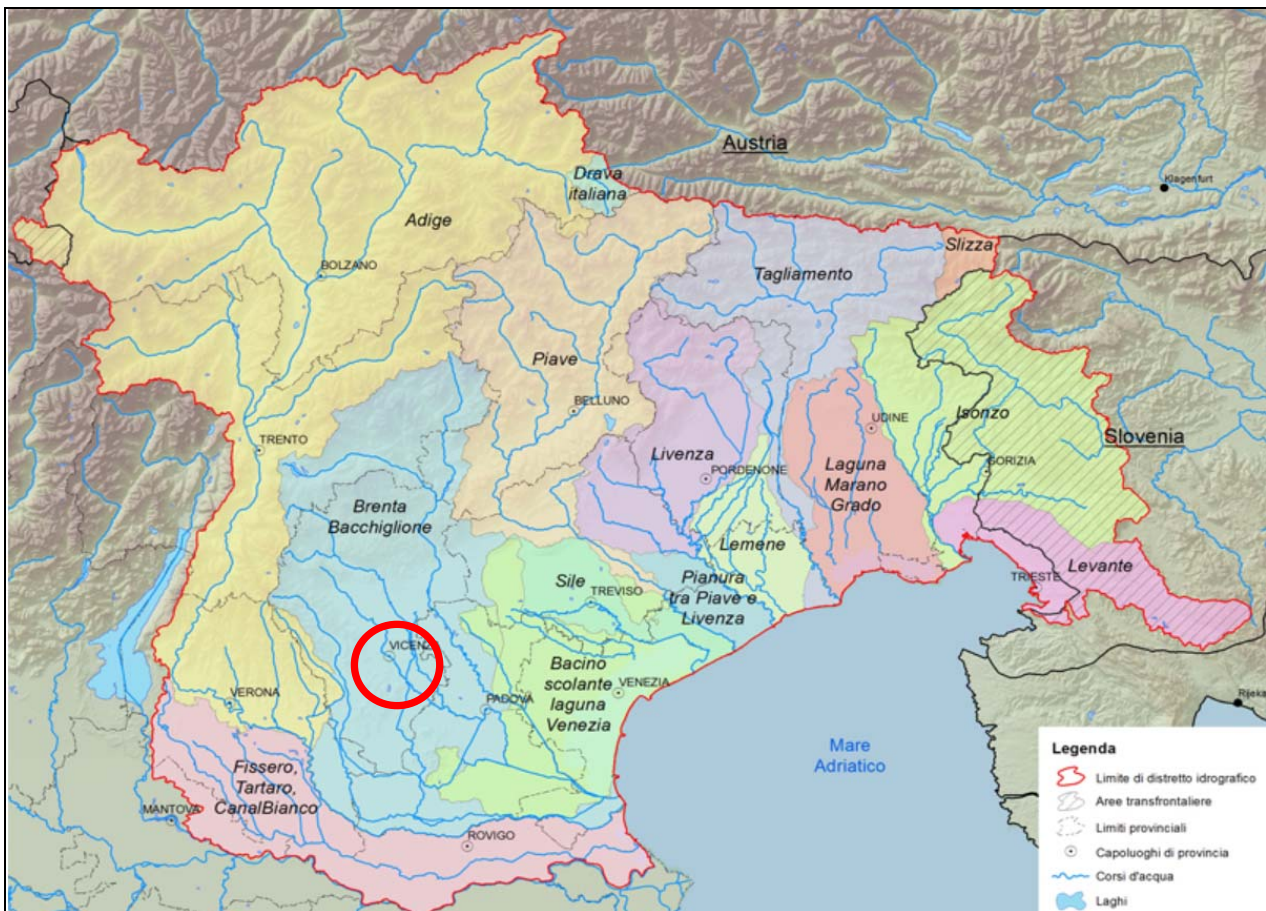 Austria
Klagenfurt
Drava
italiana
Adige
Slizza
BOLZANO
Tagliamento
Piave
BELLUNO
UDINE
Isonzo
TRENTO
Livenza
Slovenia
PORDENONE
Laguna
Marano
Grado
GORIZIA
Brenta
Bacchiglione
Lemene
Levante
Sile
TREVISO
Pianura
tra Piave e
Livenza
TRIESTE
VICENZ
Bacino
scolante
laguna
Venezia
VERONA
PADOVA
VENEZIA
Rijeka
Mare
Adriatico
Fissero,
Tartaro,
CanalBianco
MANTOVA
ROVIGO
Legenda
Limite di distretto idrografico
Aree transfrontaliere
Limiti provinciali
Capoluoghi di provincia
Corsi d'acqua
Laghi